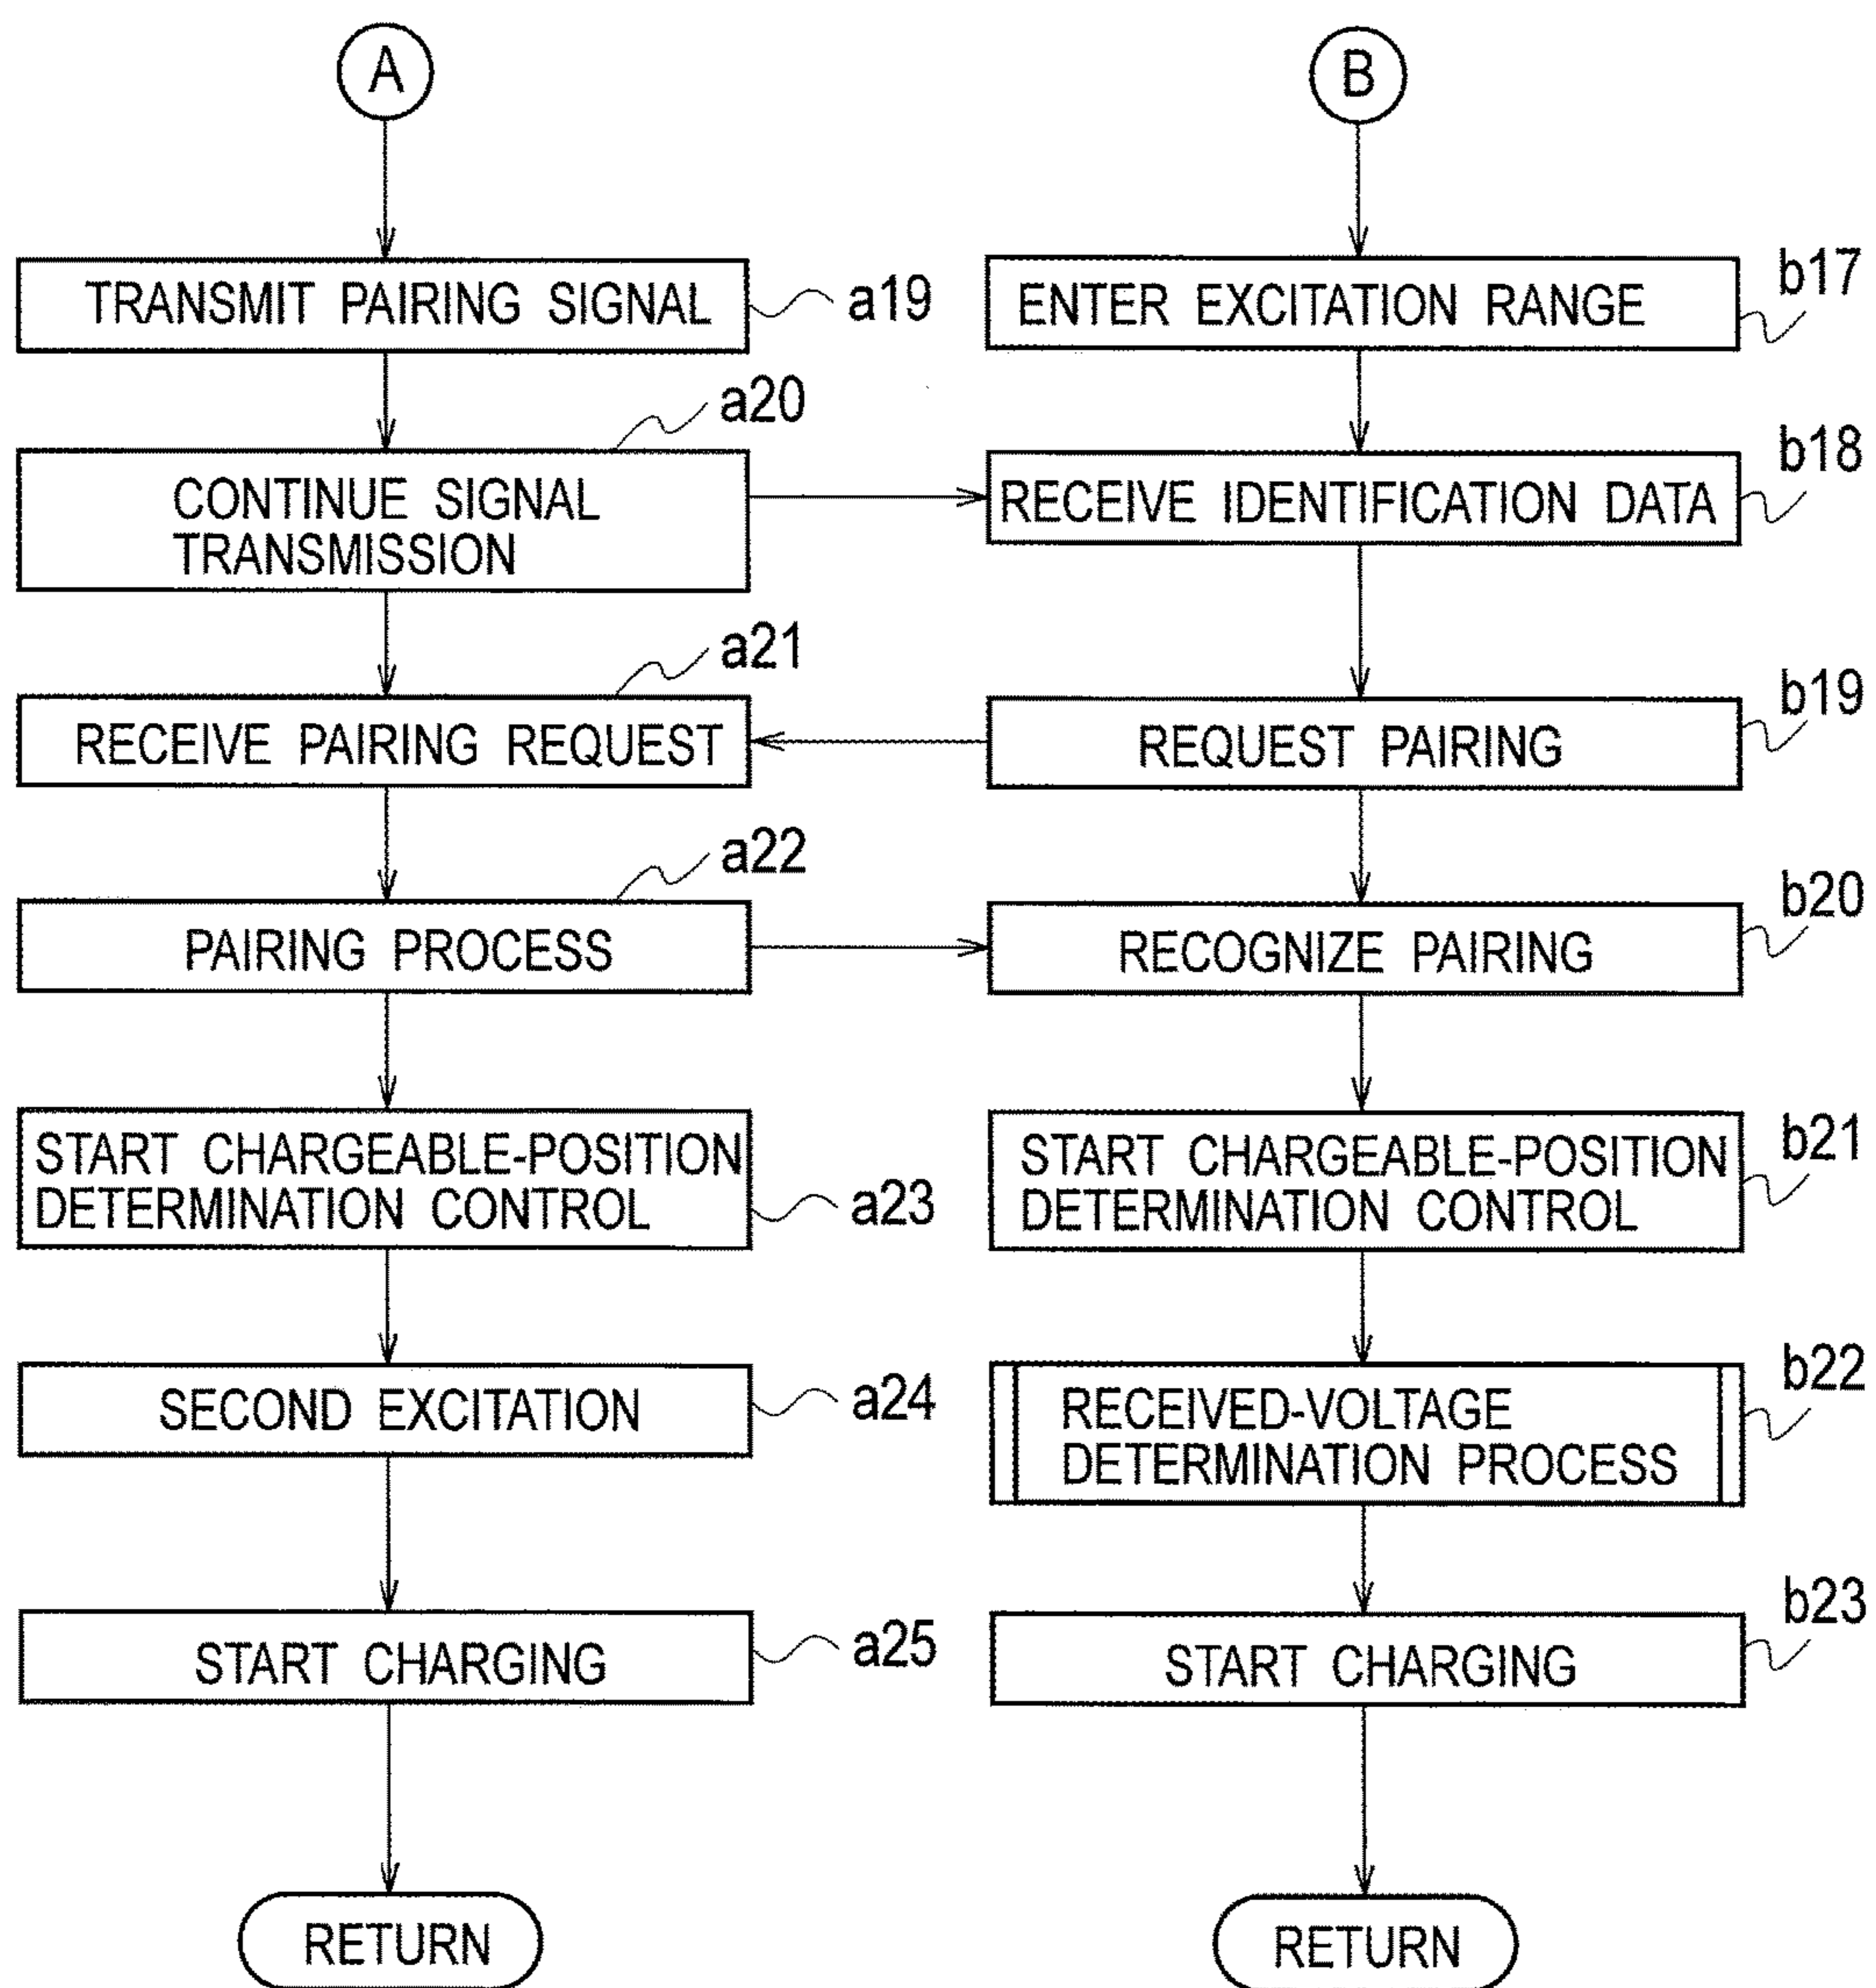 A
B
TRANSMIT PAIRING SIGNAL
a19
ENTER EXCITATION RANGE
b17
a20
CONTINUE SIGNAL
TRANSMISSION
RECEIVE IDENTIFICATION DATA
b18
a21
RECEIVE PAIRING REQUEST
REQUEST PAIRING
b19
a22
PAIRING PROCESS
RECOGNIZE PAIRING
b20
START CHARGEABLE-POSITION
DETERMINATION CONTROL
a23
START CHARGEABLE-POSITION
DETERMINATION CONTROL
b21
SECOND EXCITATION
a24
RECEIVED-VOLTAGE
DETERMINATION PROCESS
b22
START CHARGING
a25
START CHARGING
b23
RETURN
RETURN